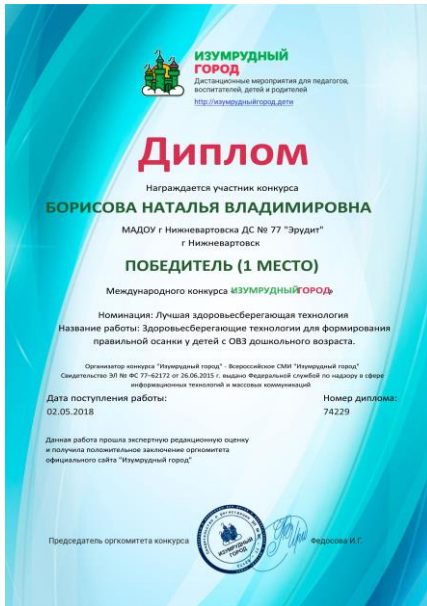 ИЗУМРУДНЫЙ
ГОРОД
Дистанционные мероприятия для педагогов,
воспитателей, детей и родителей
http://изумрудныйгород.дети
Диплом
Награждается участник конкурса
БОРИСОВА НАТАЛЬЯ ВЛАДИМИРОВНА
МАДОУ г Нижневартовска ДС № 77 "Эрудит"
г Нижневартовск
ПОБЕДИТЕЛЬ (1 МЕСТО)
Международного конкурса «ИЗУМРУДНЫЙГОРОД»
Номинация: Лучшая здоровьесберегающая технология
Название работы: Здоровьесберегающие технологии для формирования
правильной осанки у детей с ОВЗ дошкольного возраста.
Организатор конкурса "Изумрудный город" - Всероссийское СМИ "Изумрудный город"
Свидетельство ЭЛ № ФС 77-62172 от 26.06.2015 г. выдано Федеральной службой по надзору в сфере
информационных технологий и массовых коммуникаций
Дата поступления работы: Номер диплома:
02.05.2018 74229
Данная работа прошла экспертную редакционную оценку
и получила положительное заключение оргкомитета
официального сайта "Изумрудный город"
Председатель оргкомитета конкурса Федосова И.Г.
ИЗУМРУДНЫЙ
ГОРОД